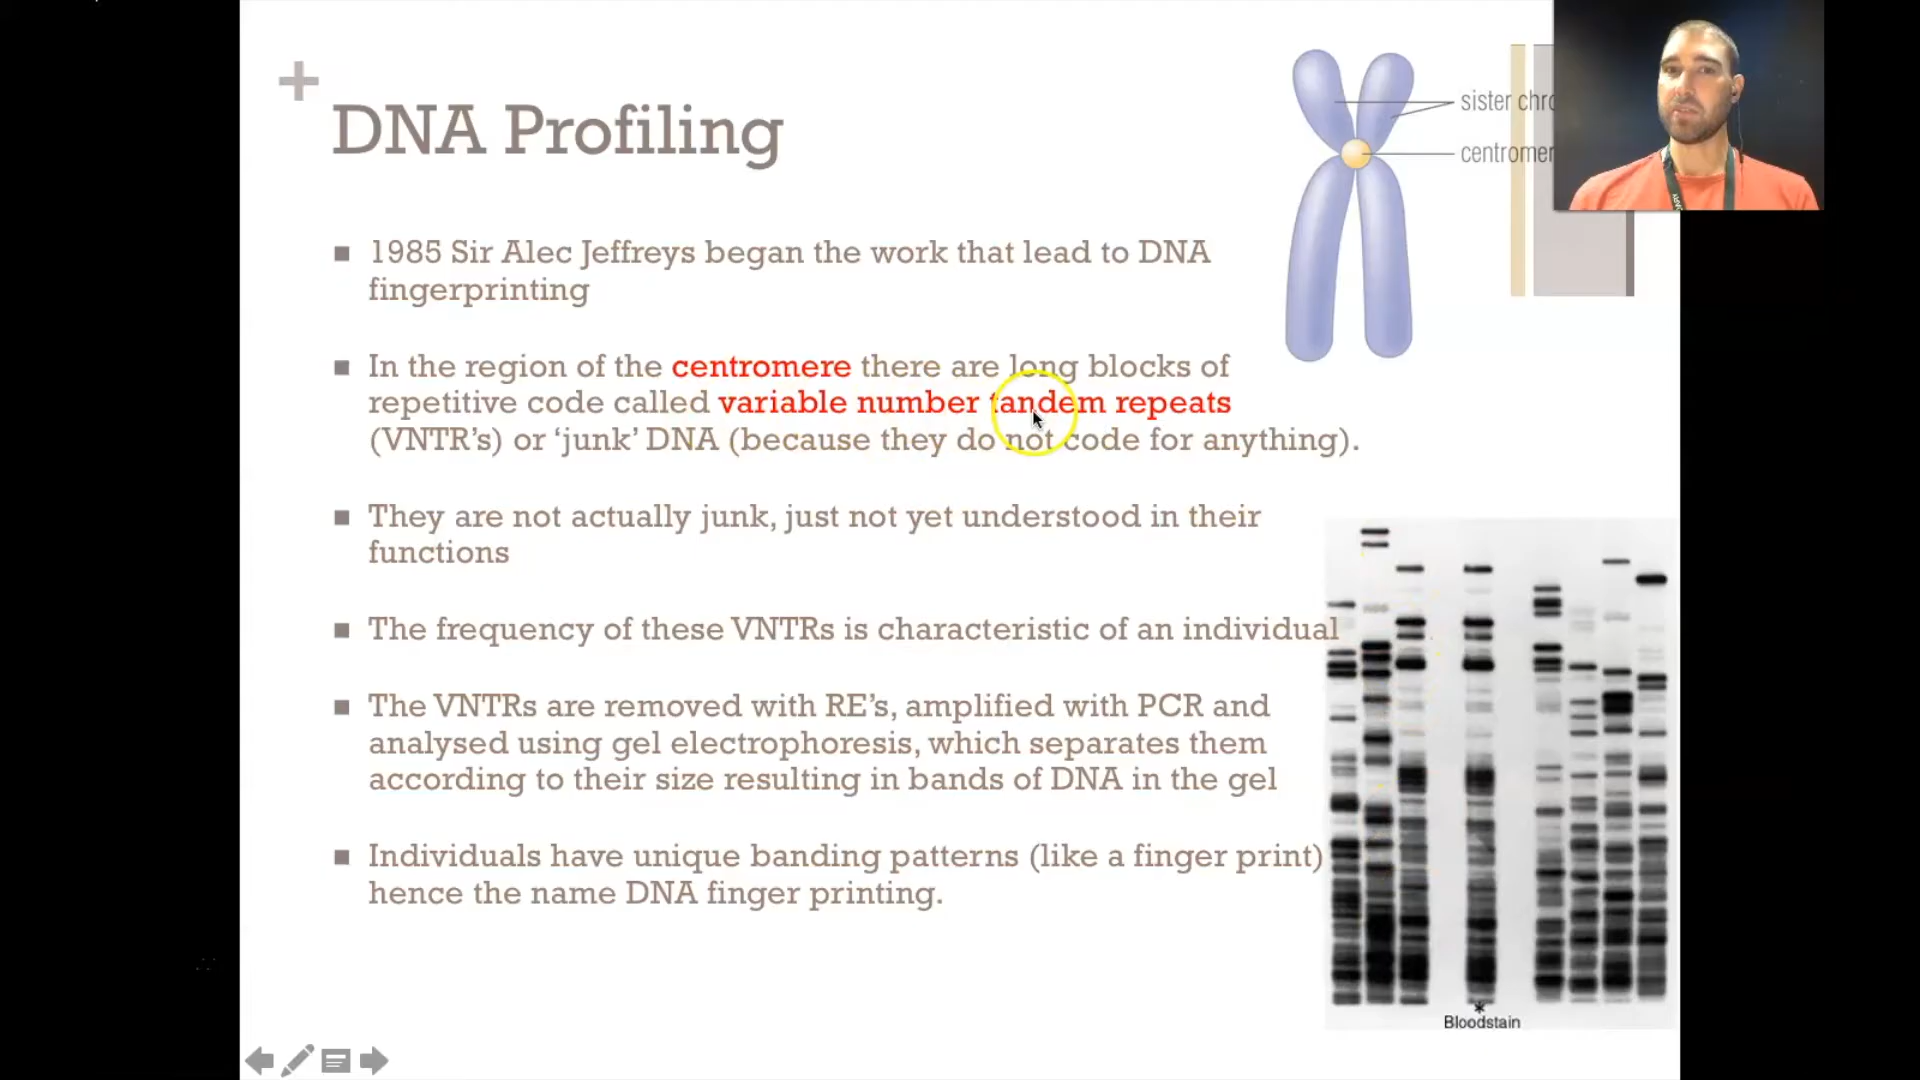 +
DNA Profiling
sister chro
centromer
■ 1985 Sir Alec Jeffreys began the work that lead to DNA
fingerprinting
■ In the region of the centromere there are long blocks of
repetitive code called variable number tandem repeats
(VNTR’s) or ‘junk’ DNA (because they do not code for anything).
■ They are not actually junk, just not yet understood in their
functions
■ The frequency of these VNTRs is characteristic of an individual
■ The VNTRs are removed with RE’s, amplified with PCR and
analysed using gel electrophoresis, which separates them
according to their size resulting in bands of DNA in the gel
■ Individuals have unique banding patterns (like a finger print)
hence the name DNA finger printing.
*
Bloodstain